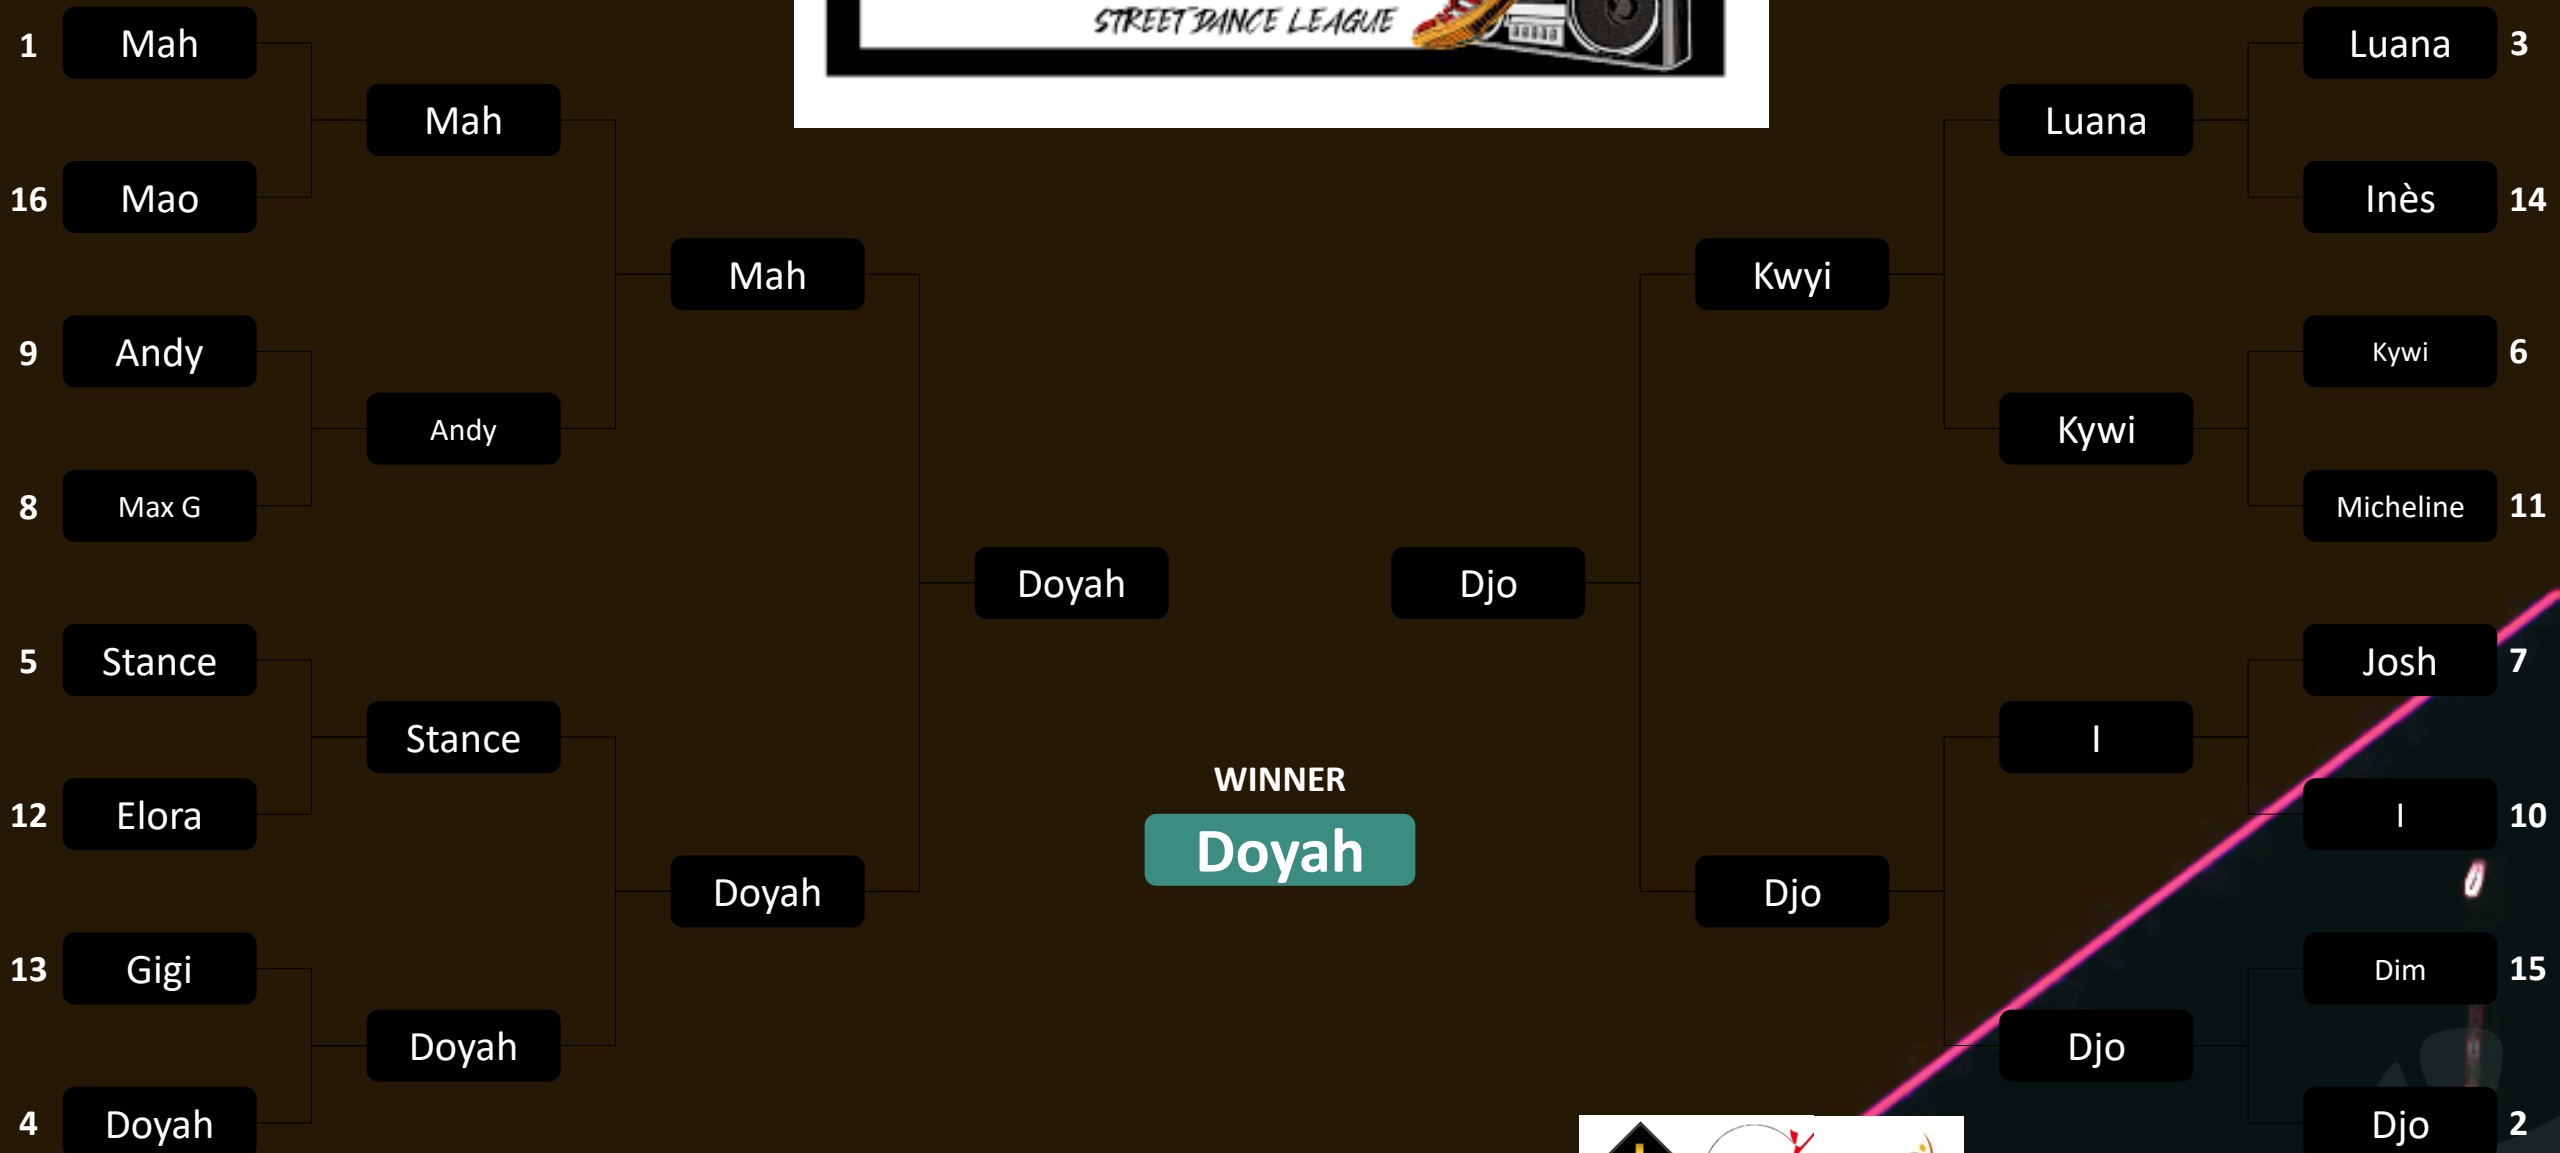 STREET DANCE LEAGUE
1 Mah
16 Mao
9 Andy
8 Max G
5 Stance
12 Elora
13 Gigi
4 Doyah
Mah
Andy
Stance
Doyah
Mah
Doyah
Doyah
WINNER
Doyah
Djo
Kwyi
Djo
Luana
Kywi
I
Djo
Luana 3
Inès 14
Kywi 6
Micheline 11
Josh 7
I 10
Dim 15
Djo 2